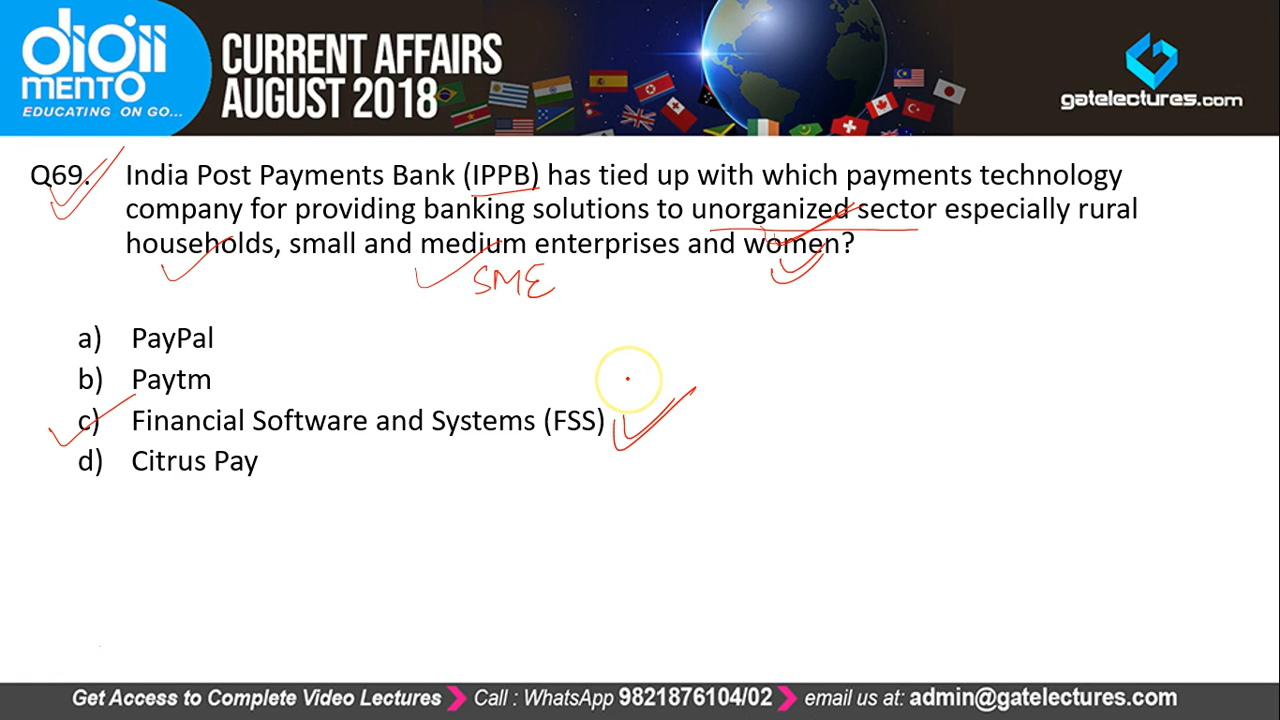 digii
MENTO
EDUCATING ON GO...
CURRENT AFFAIRS
AUGUST 2018
gatelectures.com
Q69. India Post Payments Bank (IPPB) has tied up with which payments technology
company for providing banking solutions to unorganized sector especially rural
households, small and medium enterprises and women?
SME
a) PayPal
b) Paytm
c) Financial Software and Systems (FSS)
d) Citrus Pay
Get Access to Complete Video Lectures Call : WhatsApp 9821876104/02 email us at: admin@gatelectures.com